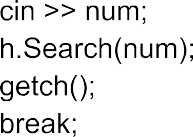 cin >> num;
h.Search(num);
getch();
break;